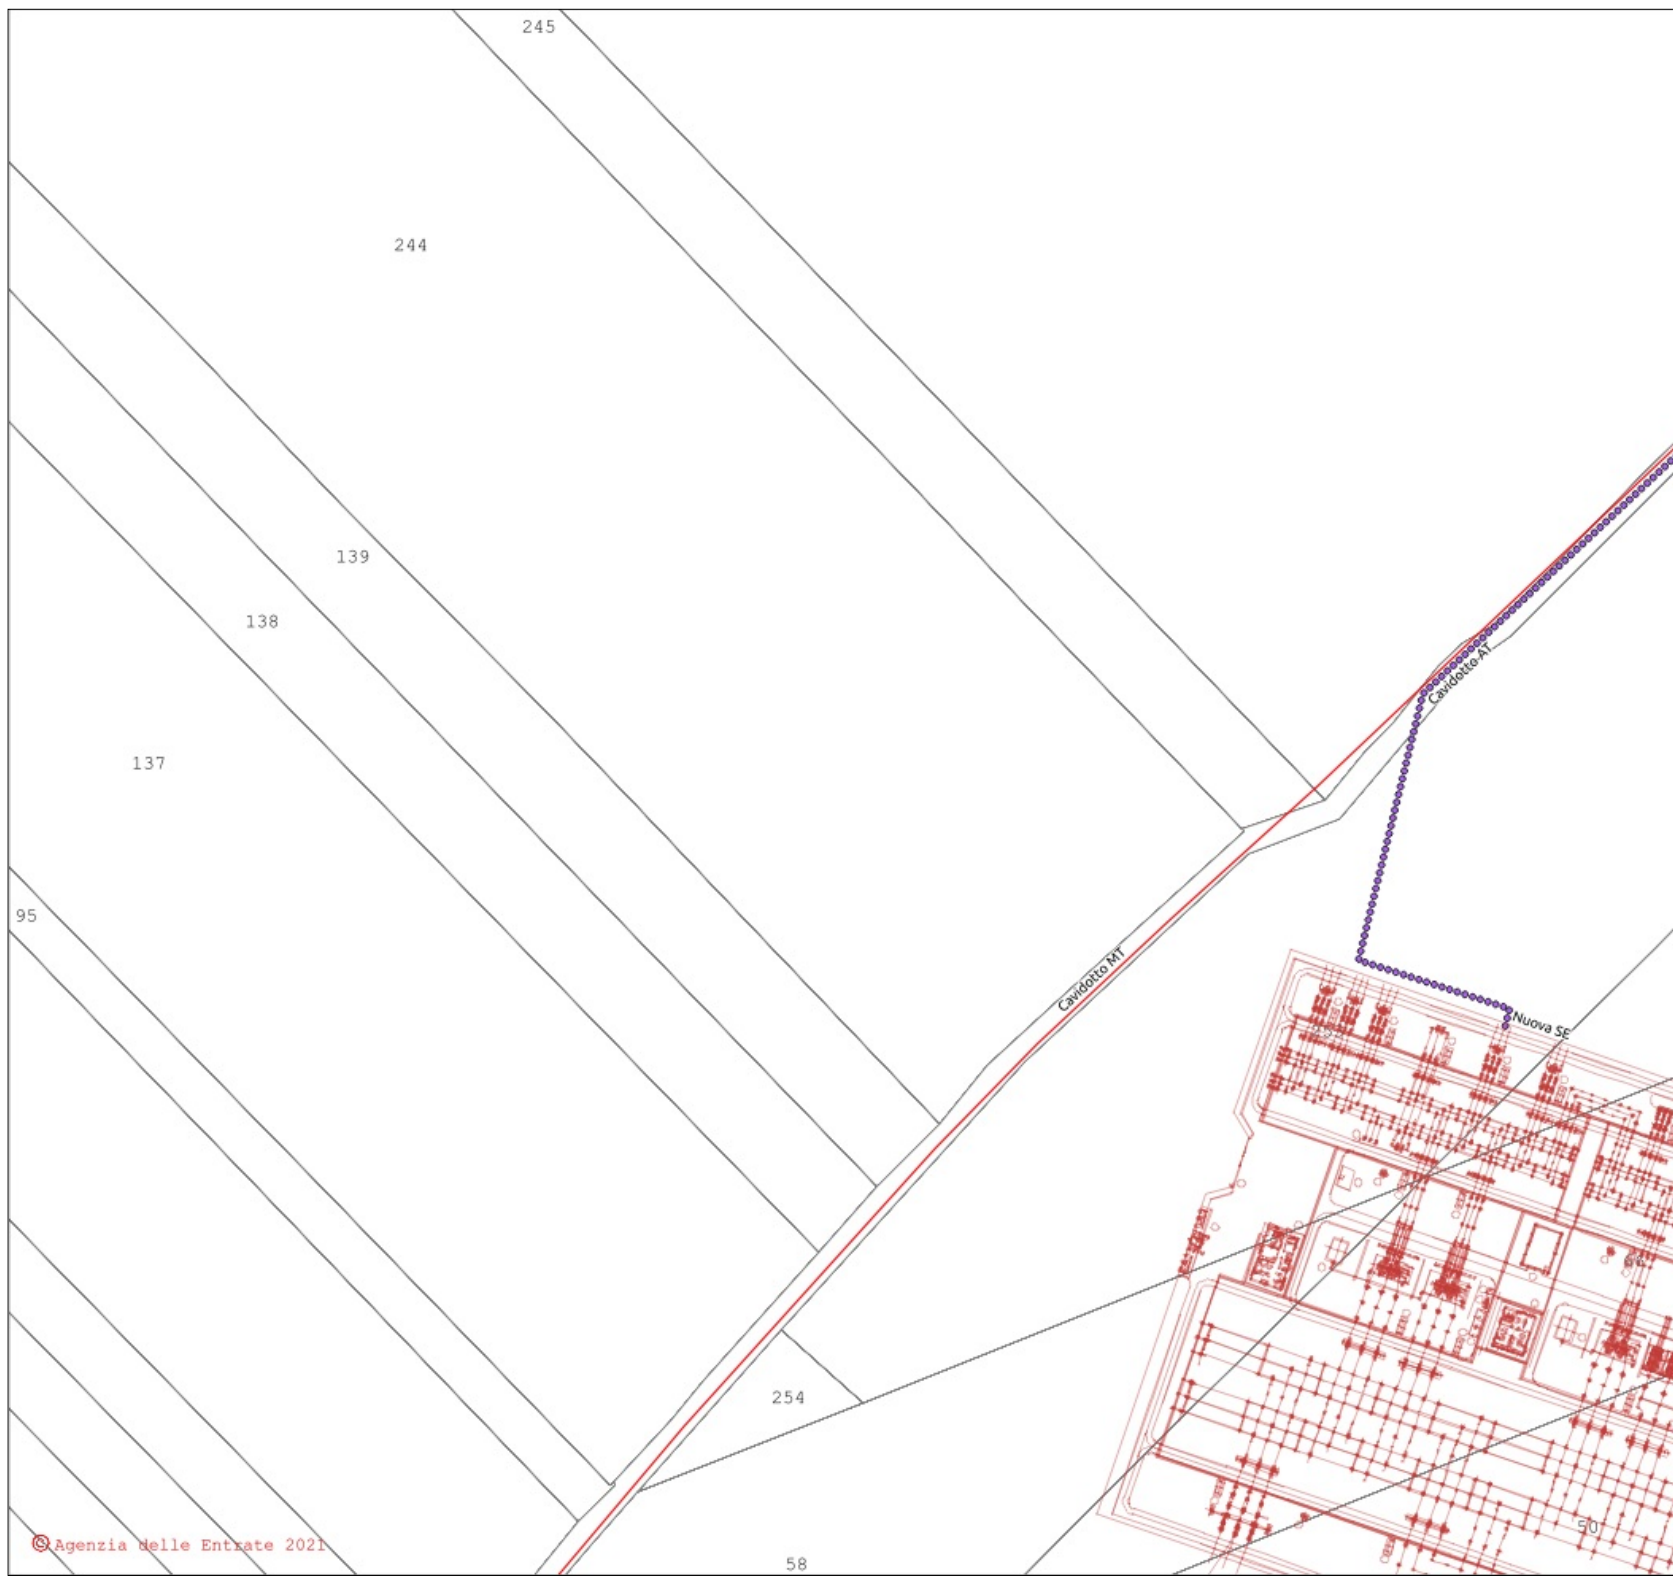 245
244
139
138
Cavidotto AT
137
95
Cavidotto MT
Nuova SE
254
50
Agenzia delle Entrate 2021
58